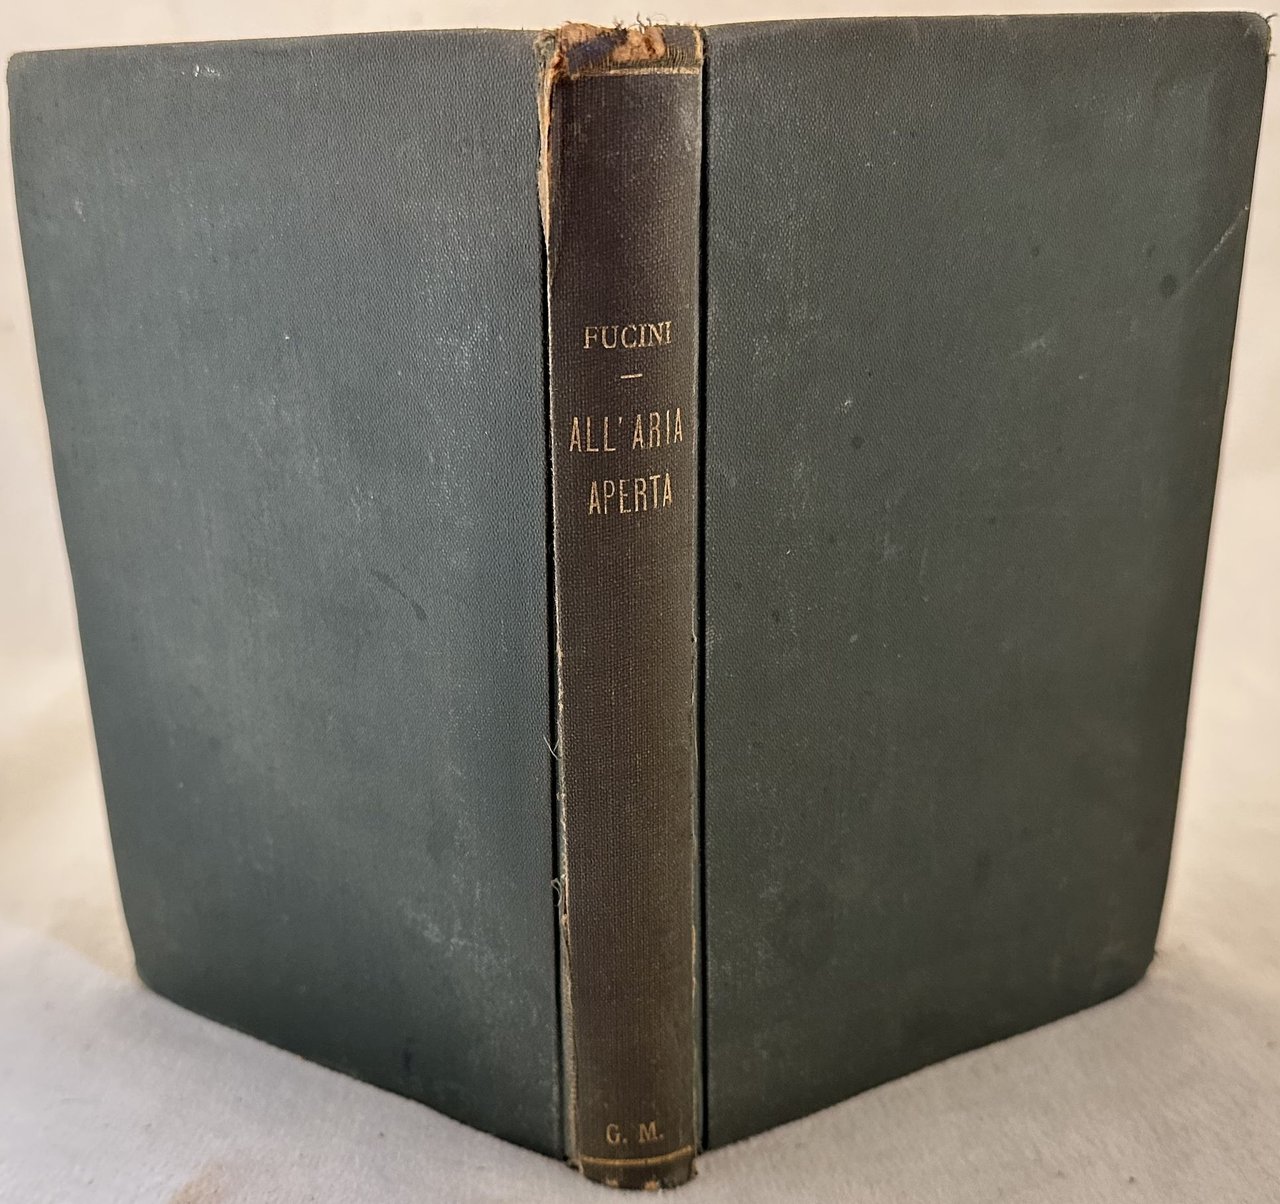 FUCINI
—
ALL'ARIA
APERTA
G. M.